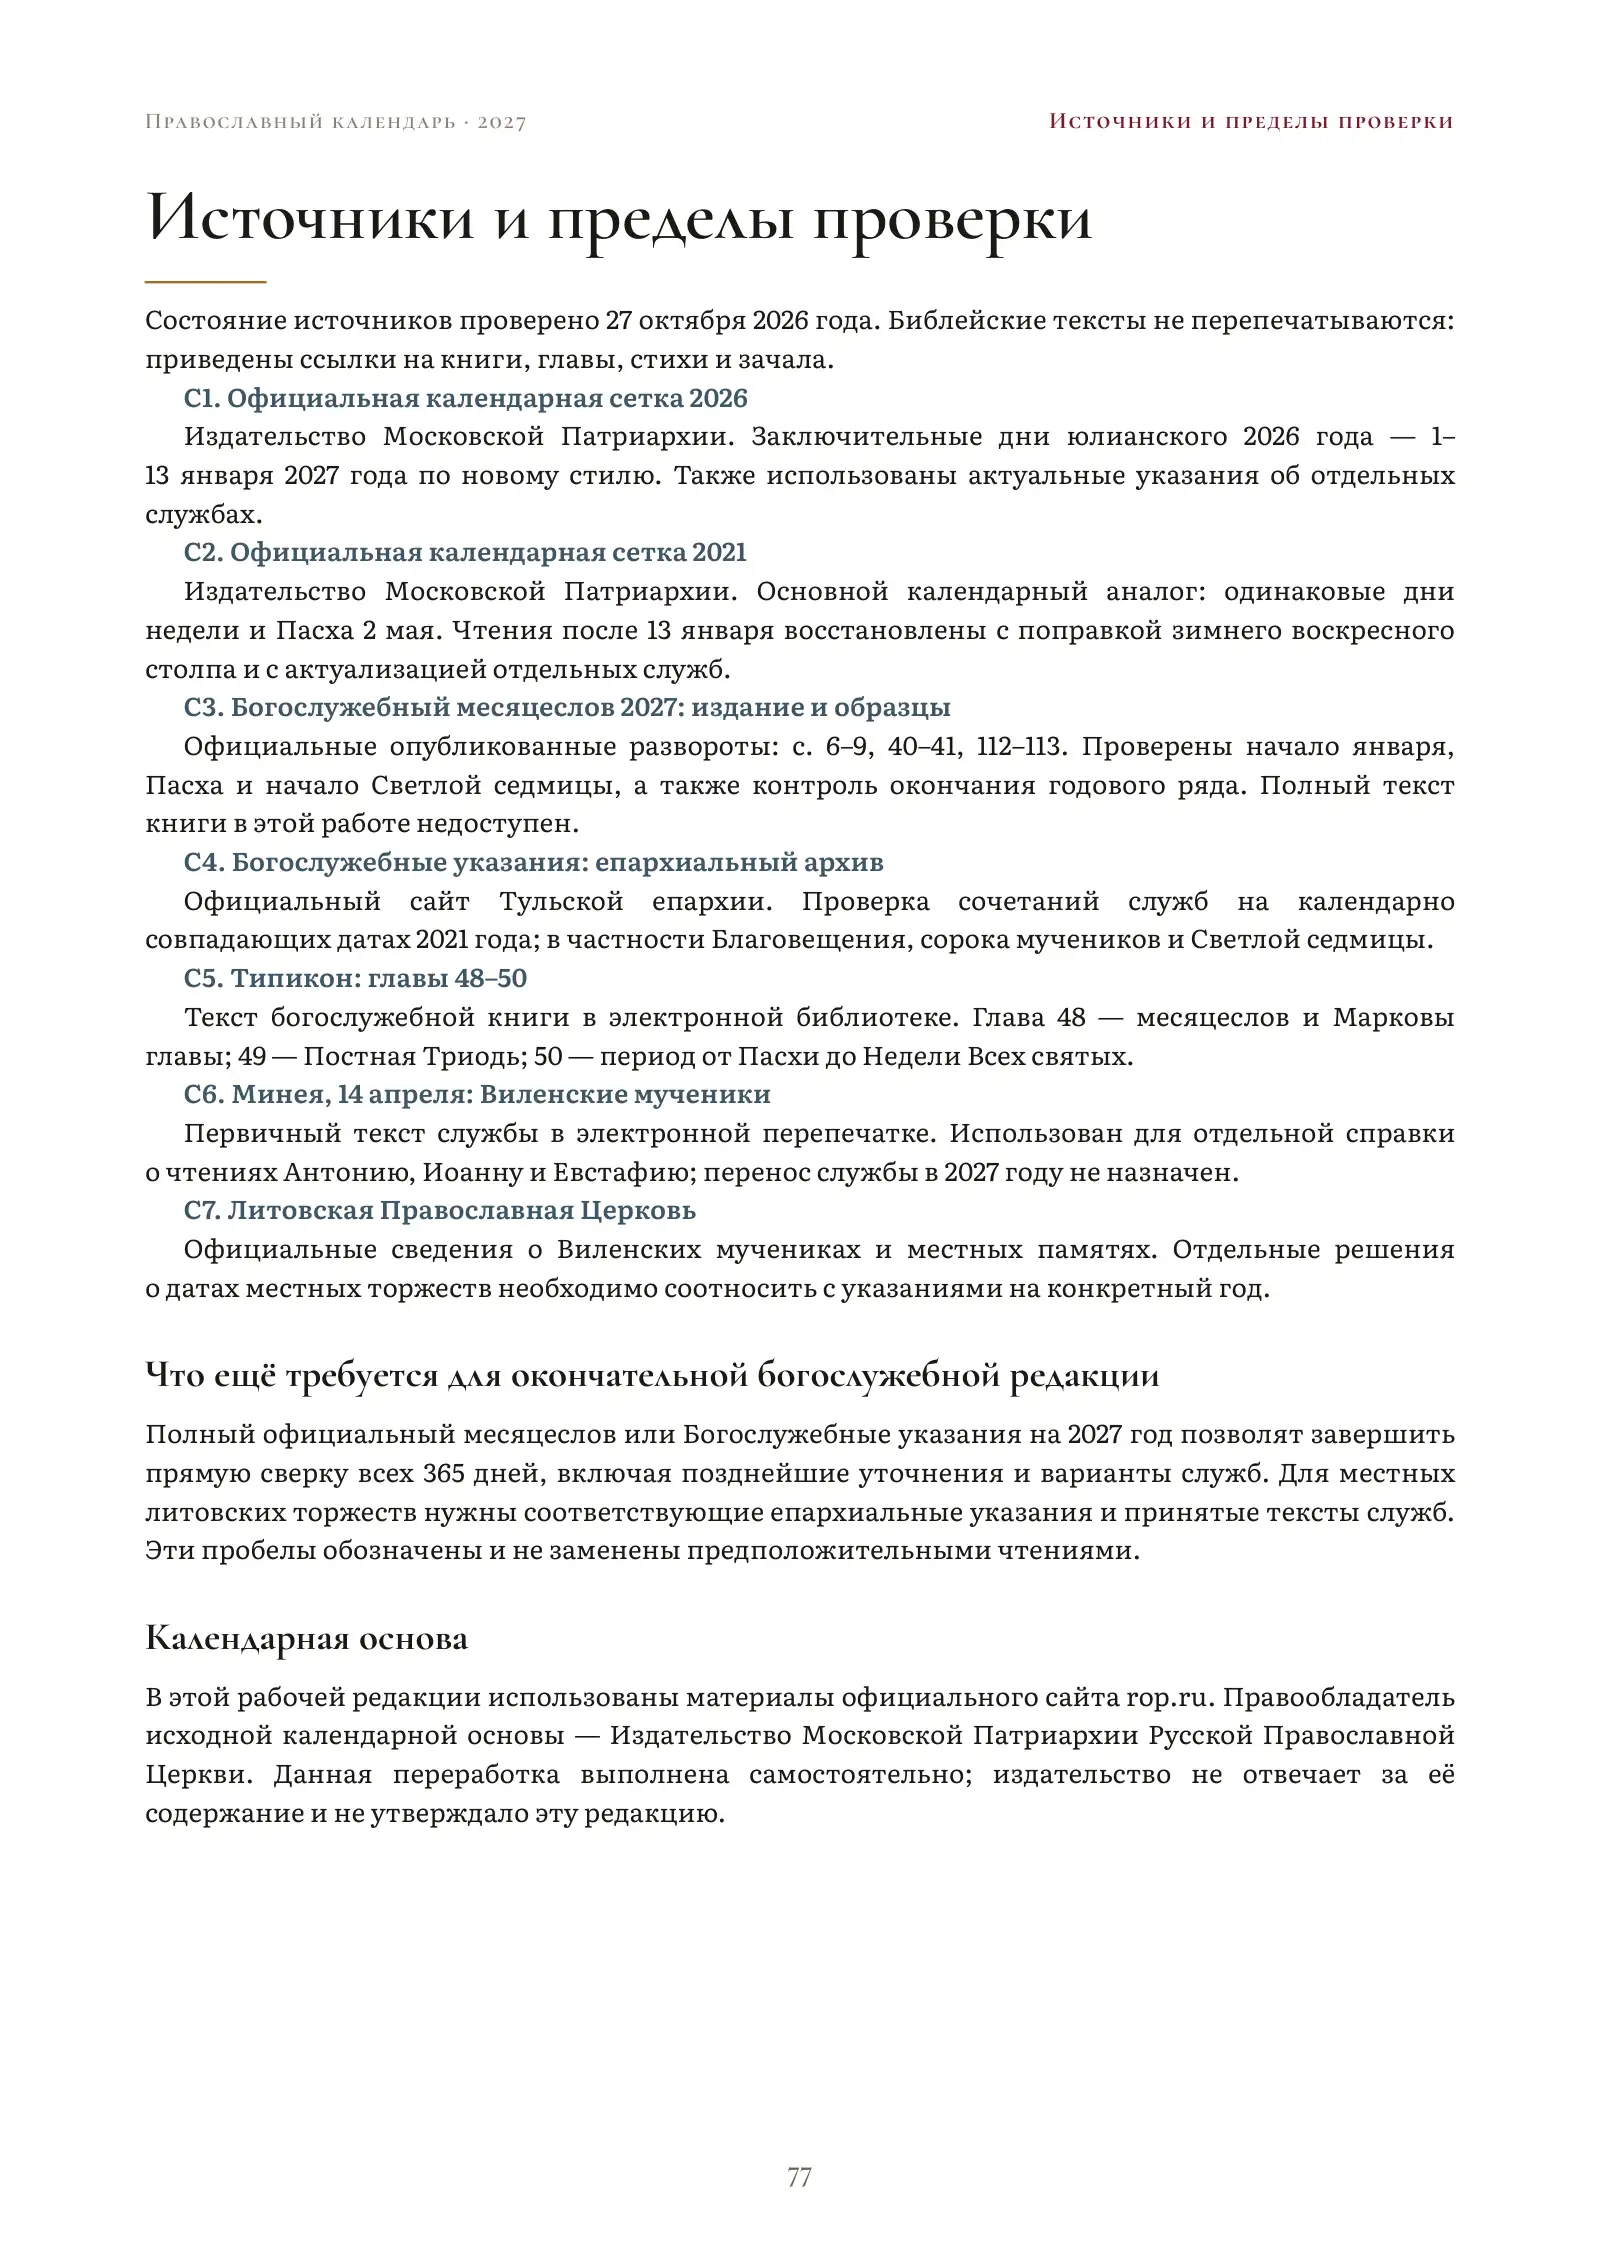 Православный календарь · 2027
Источники и пределы проверки
Источники и пределы проверки
Состояние источников проверено 27 октября 2026 года. Библейские тексты не перепечатываются:
приведены ссылки на книги, главы, стихи и зачала.
С1. Официальная календарная сетка 2026
Издательство Московской Патриархии. Заключительные дни юлианского 2026 года — 1–
13 января 2027 года по новому стилю. Также использованы актуальные указания об отдельных
службах.
С2. Официальная календарная сетка 2021
Издательство Московской Патриархии. Основной календарный аналог: одинаковые дни
недели и Пасха 2 мая. Чтения после 13 января восстановлены с поправкой зимнего воскресного
столпа и с актуализацией отдельных служб.
С3. Богослужебный месяцеслов 2027: издание и образцы
Официальные опубликованные развороты: с. 6–9, 40–41, 112–113. Проверены начало января,
Пасха и начало Светлой седмицы, а также контроль окончания годового ряда. Полный текст
книги в этой работе недоступен.
С4. Богослужебные указания: епархиальный архив
Официальный сайт Тульской епархии. Проверка сочетаний служб на календарно
совпадающих датах 2021 года; в частности Благовещения, сорока мучеников и Светлой седмицы.
С5. Типикон: главы 48–50
Текст богослужебной книги в электронной библиотеке. Глава 48 — месяцеслов и Марковы
главы; 49 — Постная Триодь; 50 — период от Пасхи до Недели Всех святых.
С6. Минея, 14 апреля: Виленские мученики
Первичный текст службы в электронной перепечатке. Использован для отдельной справки
о чтениях Антонию, Иоанну и Евстафию; перенос службы в 2027 году не назначен.
С7. Литовская Православная Церковь
Официальные сведения о Виленских мучениках и местных памятях. Отдельные решения
о датах местных торжеств необходимо соотносить с указаниями на конкретный год.
Что ещё требуется для окончательной богослужебной редакции
Полный официальный месяцеслов или Богослужебные указания на 2027 год позволят завершить
прямую сверку всех 365 дней, включая позднейшие уточнения и варианты служб. Для местных
литовских торжеств нужны соответствующие епархиальные указания и принятые тексты служб.
Эти пробелы обозначены и не заменены предположительными чтениями.
Календарная основа
В этой рабочей редакции использованы материалы официального сайта rop.ru. Правообладатель
исходной календарной основы — Издательство Московской Патриархии Русской Православной
Церкви. Данная переработка выполнена самостоятельно; издательство не отвечает за её
содержание и не утверждало эту редакцию.
77